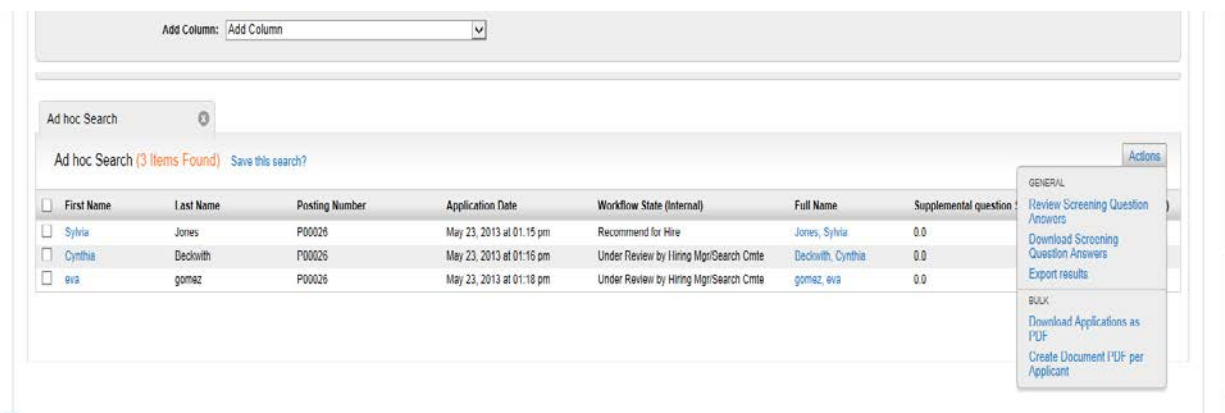 Add Column: Add Column
Ad hoc Search
Ad hoc Search (3 Items Found) Save this search?
Actions
First Name Last Name Posting Number Application Date Workflow State (Internal) Full Name Supplemental question S )
Sylvia Jones P00026 May 23, 2013 at 01:15 pm Recommend for Hire Jones, Sylvia 0.0
Cynthia Beckwith P00026 May 23, 2013 at 01:16 pm Under Review by Hiring Mgr/Search Cmte Beckwith, Cynthia 0.0
eva gomez P00026 May 23, 2013 at 01:18 pm Under Review by Hiring Mgr/Search Cmte gomez, eva 0.0
GENERAL
Review Screening Question
Answers
Download Screening
Question Answers
Export results
BULK
Download Applications as
PDF
Create Document PDF per
Applicant